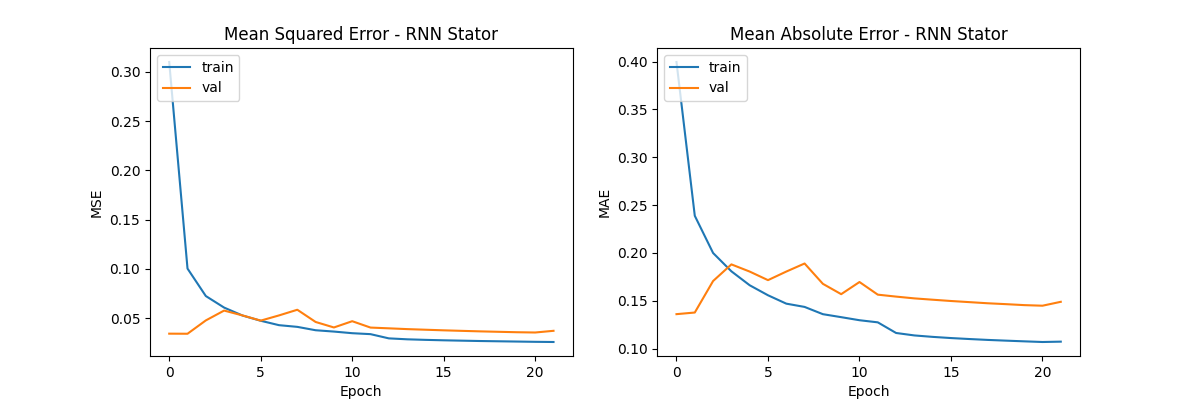 Mean Squared Error - RNN Stator
train
val
0.30
0.25
0.20
0.15
0.10
0.05
MSE
0
5
10
15
20
Epoch
Mean Absolute Error - RNN Stator
train
val
0.40
0.35
0.30
0.25
0.20
0.15
0.10
MAE
0
5
10
15
20
Epoch